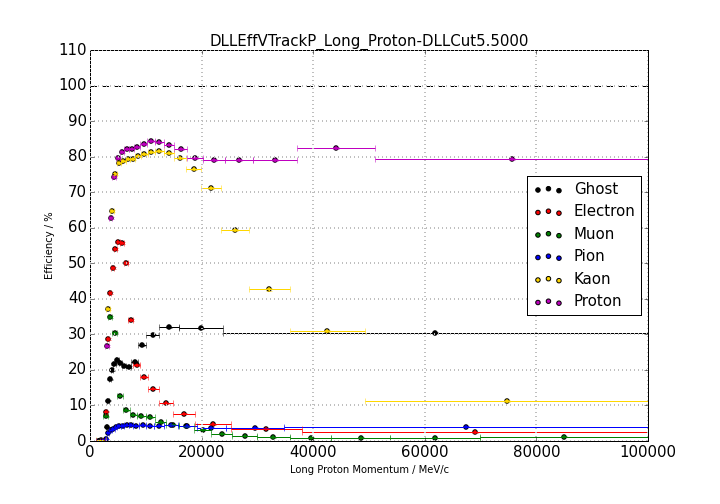 DLLEffVTrackP_Long_Proton-DLLCut5.5000
110
100
90
80
70
60
50
40
30
20
10
0
Efficiency / %
Ghost
Electron
Muon
Pion
Kaon
Proton
0 20000 40000 60000 80000 100000
Long Proton Momentum / MeV/c